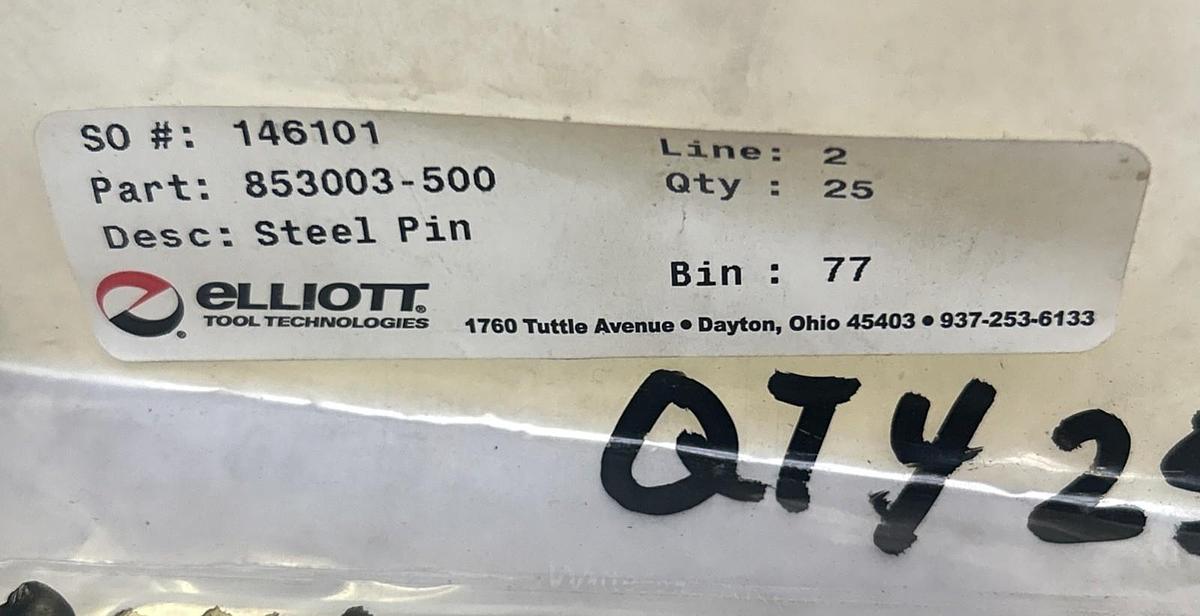 SO #: 146101
Line: 2
Part: 853003-500
Qty : 25
Desc: Steel Pin
Bin : 77
eLLIOTT®
TOOL TECHNOLOGIES
®
1760 Tuttle Avenue • Dayton, Ohio 45403 • 937-253-6133
QTY 2